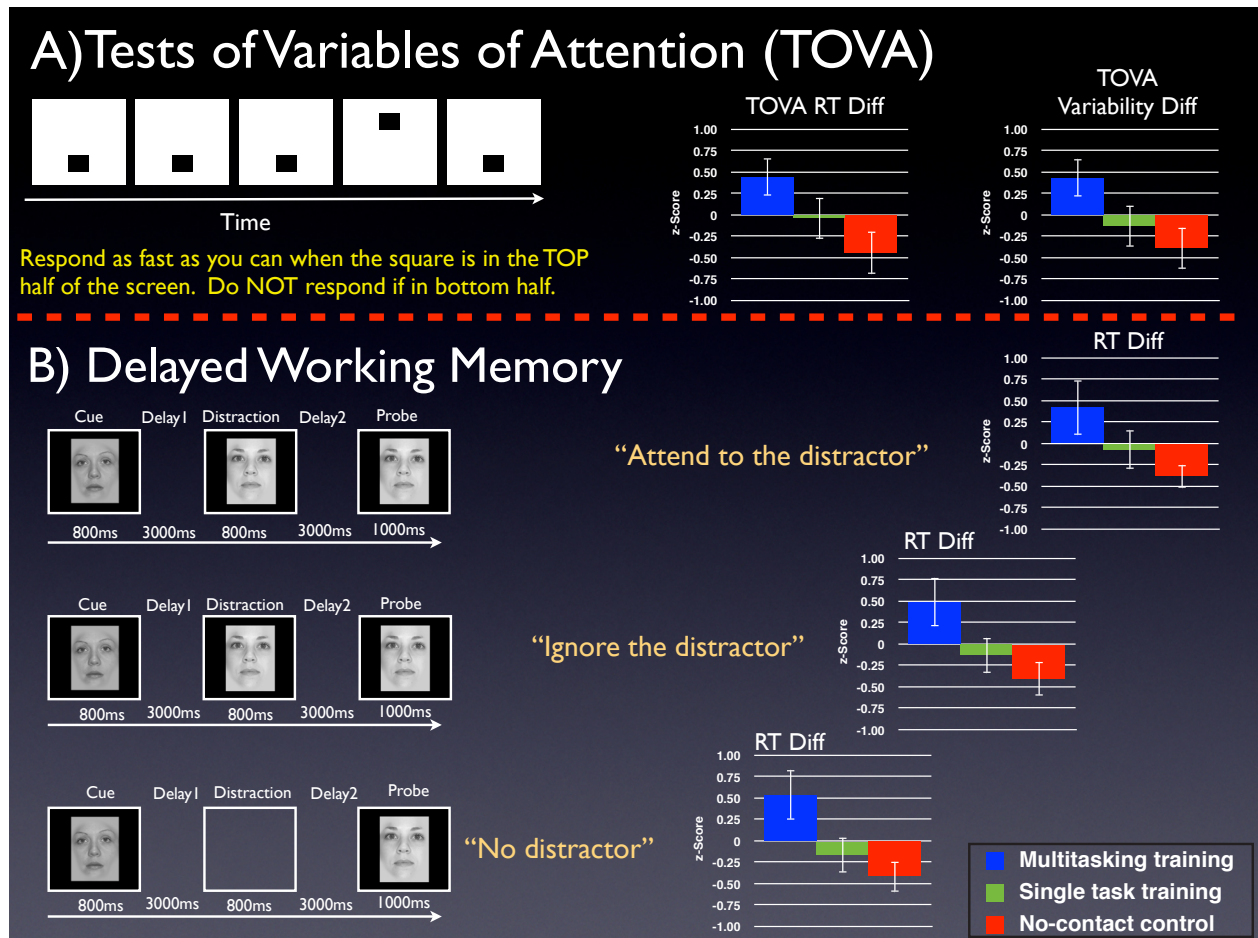 A)Tests of Variables of Attention (TOVA)
Time
Respond as fast as you can when the square is in the TOP
half of the screen.  Do NOT respond if in bottom half.
TOVA RT Diff
z-Score
1.00
0.75
0.50
0.25
0
-0.25
-0.50
-0.75
-1.00
TOVA
Variability Diff
z-Score
1.00
0.75
0.50
0.25
0
-0.25
-0.50
-0.75
-1.00
B) Delayed Working Memory
Cue Delay1 Distraction Delay2 Probe
800ms 3000ms 800ms 3000ms 1000ms
“Attend to the distractor”
RT Diff
z-Score
1.00
0.75
0.50
0.25
0
-0.25
-0.50
-0.75
-1.00
Cue Delay1 Distraction Delay2 Probe
800ms 3000ms 800ms 3000ms 1000ms
“Ignore the distractor”
RT Diff
z-Score
1.00
0.75
0.50
0.25
0
-0.25
-0.50
-0.75
-1.00
Cue Delay1 Distraction Delay2 Probe
800ms 3000ms 800ms 3000ms 1000ms
“No distractor”
RT Diff
z-Score
1.00
0.75
0.50
0.25
0
-0.25
-0.50
-0.75
-1.00
Multitasking training
Single task training
No-contact control